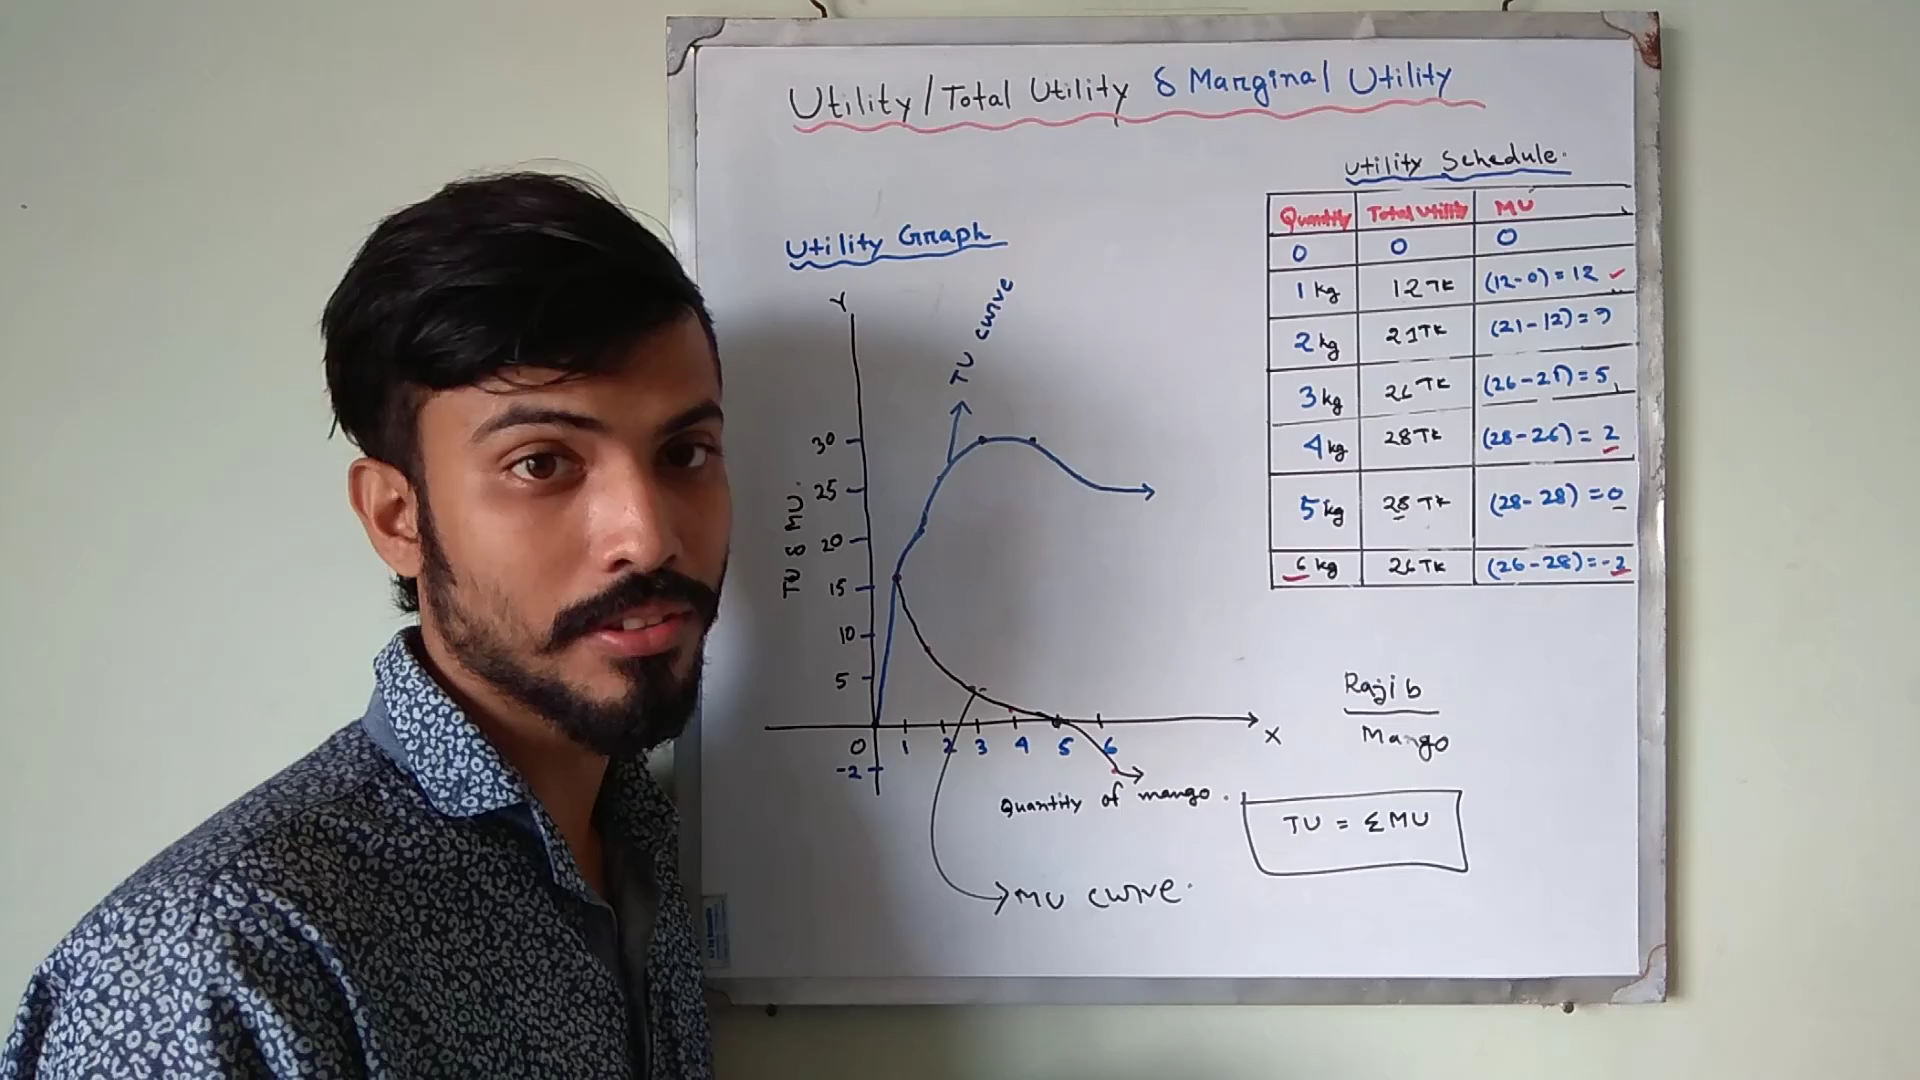 Utility/Total Utility & Marginal Utility
Utility Schedule.
Quantity Total Utility MU
0 0 0
1 kg 12 TK (12-0) = 12 ✓
2 kg 21 TK (21-12) = 9
3 kg 26 TK (26-21) = 5
4 kg 28 TK (28-26) = 2
5 kg 28 TK (28-28) = 0
6 kg 26 TK (26-28) = -2
Utility Graph
Y
TU curve
TU & MU.
30
25
20
15
10
5
0 1 2 3 4 5 6
X
-2
Quantity of mango.
MU curve.
Rajib
Mango
TU = ΣMU